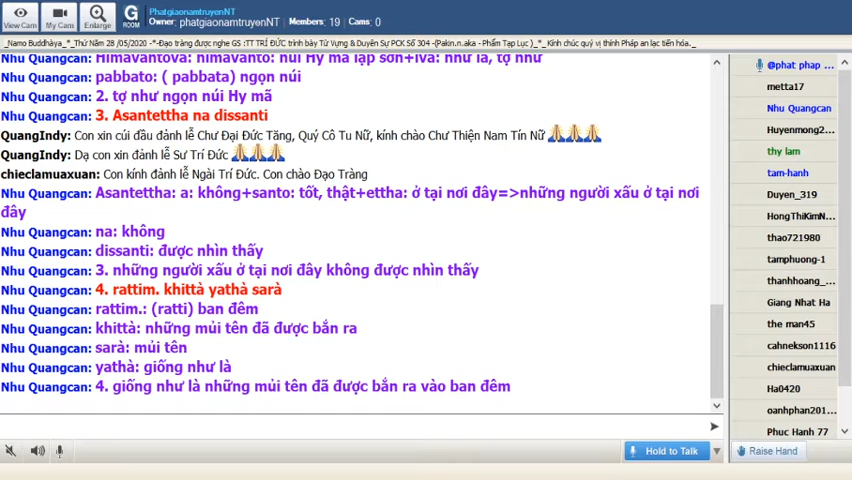 View Cam
My Cams
Enlarge
G
ROOM
PhatgiaonamtruyenNT
Owner: phatgiaonamtruyenNT Members: 19 Cams: 0
_Namo Buddhàya_*_Thứ Năm 28 /05/2020 -*-Đạo tràng được nghe GS :TT TRÍ ĐỨC trình bày Từ Vựng & Duyên Sự PCK Số 304 -(Pakin.n.aka - Phẩm Tạp Lục )_*_ Kính chúc quý vị thính Pháp an lạc tiến hóa._
Nhu Quangcan: Himavantova: himavanto: núi Hy mã lạp sơn+iva: như là, tợ như
Nhu Quangcan: pabbato: ( pabbata) ngọn núi
Nhu Quangcan: 2. tợ như ngọn núi Hy mã
Nhu Quangcan: 3. Asantettha na dissanti
QuangIndy: Con xin cúi đầu đảnh lễ Chư Đại Đức Tăng, Quý Cô Tu Nữ, kính chào Chư Thiện Nam Tín Nữ 🙏🙏🙏
QuangIndy: Dạ con xin đảnh lễ Sư Trí Đức 🙏🙏🙏
chieclamuaxuan: Con kính đảnh lễ Ngài Trí Đức. Con chào Đạo Tràng
Nhu Quangcan: Asantettha: a: không+santo: tốt, thật+ettha: ở tại nơi đây=>những người xấu ở tại nơi
đây
Nhu Quangcan: na: không
Nhu Quangcan: dissanti: được nhìn thấy
Nhu Quangcan: 3. những người xấu ở tại nơi đây không được nhìn thấy
Nhu Quangcan: 4. rattim. khittà yathà sarà
Nhu Quangcan: rattim.: (ratti) ban đêm
Nhu Quangcan: khittà: những mủi tên đã được bắn ra
Nhu Quangcan: sarà: mủi tên
Nhu Quangcan: yathà: giống như là
Nhu Quangcan: 4. giống như là những mủi tên đã được bắn ra vào ban đêm
@phat phap ...
metta17
Nhu Quangcan
Huyenmong2...
thy lam
tam-hanh
Duyen_319
HongThiKimN...
thao721980
tamphuong-1
thanhhoang_...
Giang Nhat Ha
the man45
cahnekson1116
chieclamuaxuan
Ha0420
oanhphan201...
Phuc Hanh 77
Hold to Talk
Raise Hand